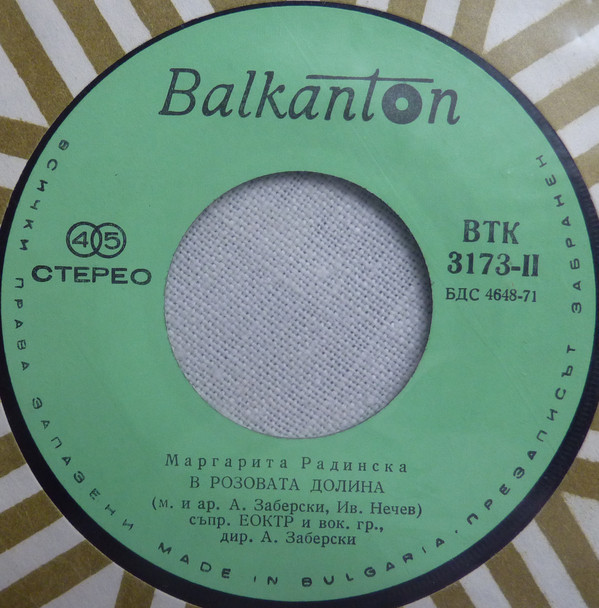 Balkanton
45
СТЕРЕО
ВТК
3173-II
БДС 4648-71
Маргарита Радинска
В РОЗОВАТА ДОЛИНА
(м. и ар. А. Заберски, Ив. Нечев)
съпр. ЕОКТР и вок. гр.,
дир. А. Заберски
ВСИЧКИ ПРАВА ЗАПАЗЕНИ MADE IN BULGARIA · ПРЕЗАПИСЪТ ЗАБРАНЕН